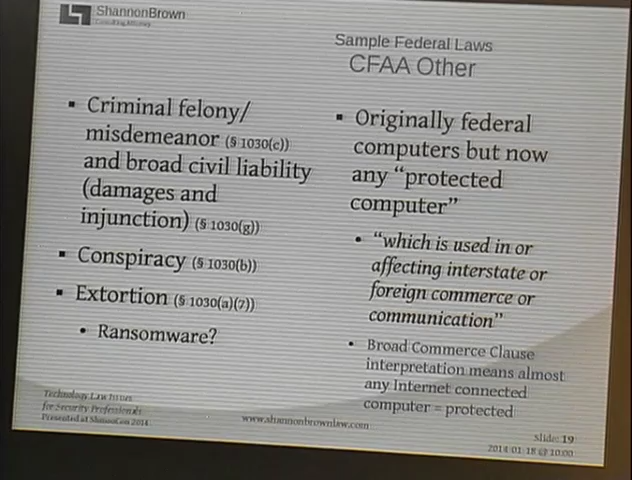 ShannonBrown
Consulting Attorney
Sample Federal Laws
CFAA Other
▪ Criminal felony/
misdemeanor (§ 1030(c))
and broad civil liability
(damages and
injunction) (§ 1030(g))
▪ Conspiracy (§ 1030(b))
▪ Extortion (§ 1030(a)(7))
• Ransomware?
▪ Originally federal
computers but now
any “protected
computer”
• “which is used in or
affecting interstate or
foreign commerce or
communication”
• Broad Commerce Clause
interpretation means almost
any Internet connected
computer = protected
Technology Law Issues
for Security Professionals
Presented at ShmooCon 2014
www.shannonbrownlaw.com
Slide: 19
2014-01-18 @ 10:00